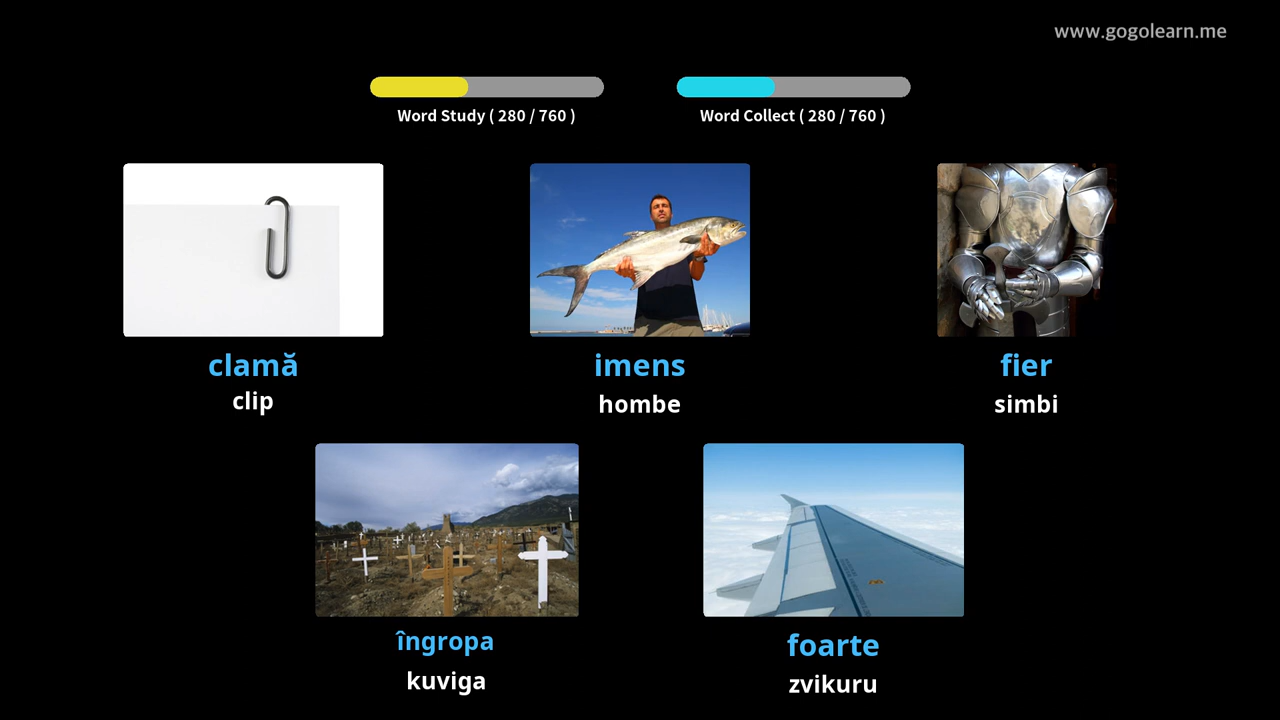 www.gogolearn.me
Word Study ( 280 / 760 )
Word Collect ( 280 / 760 )
clamă
clip
imens
hombe
fier
simbi
îngropa
kuviga
foarte
zvikuru